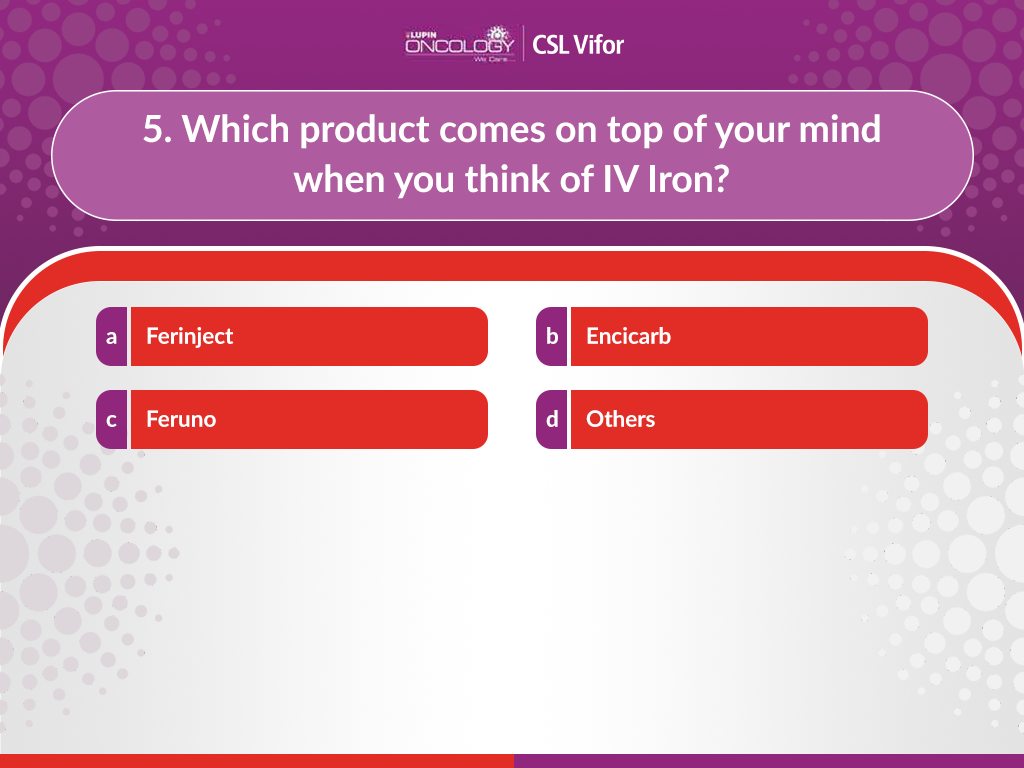 LUPIN
ONCOLOGY
We Care...
CSL Vifor
5. Which product comes on top of your mind
when you think of IV Iron?
a Ferinject
b Encicarb
c Feruno
d Others